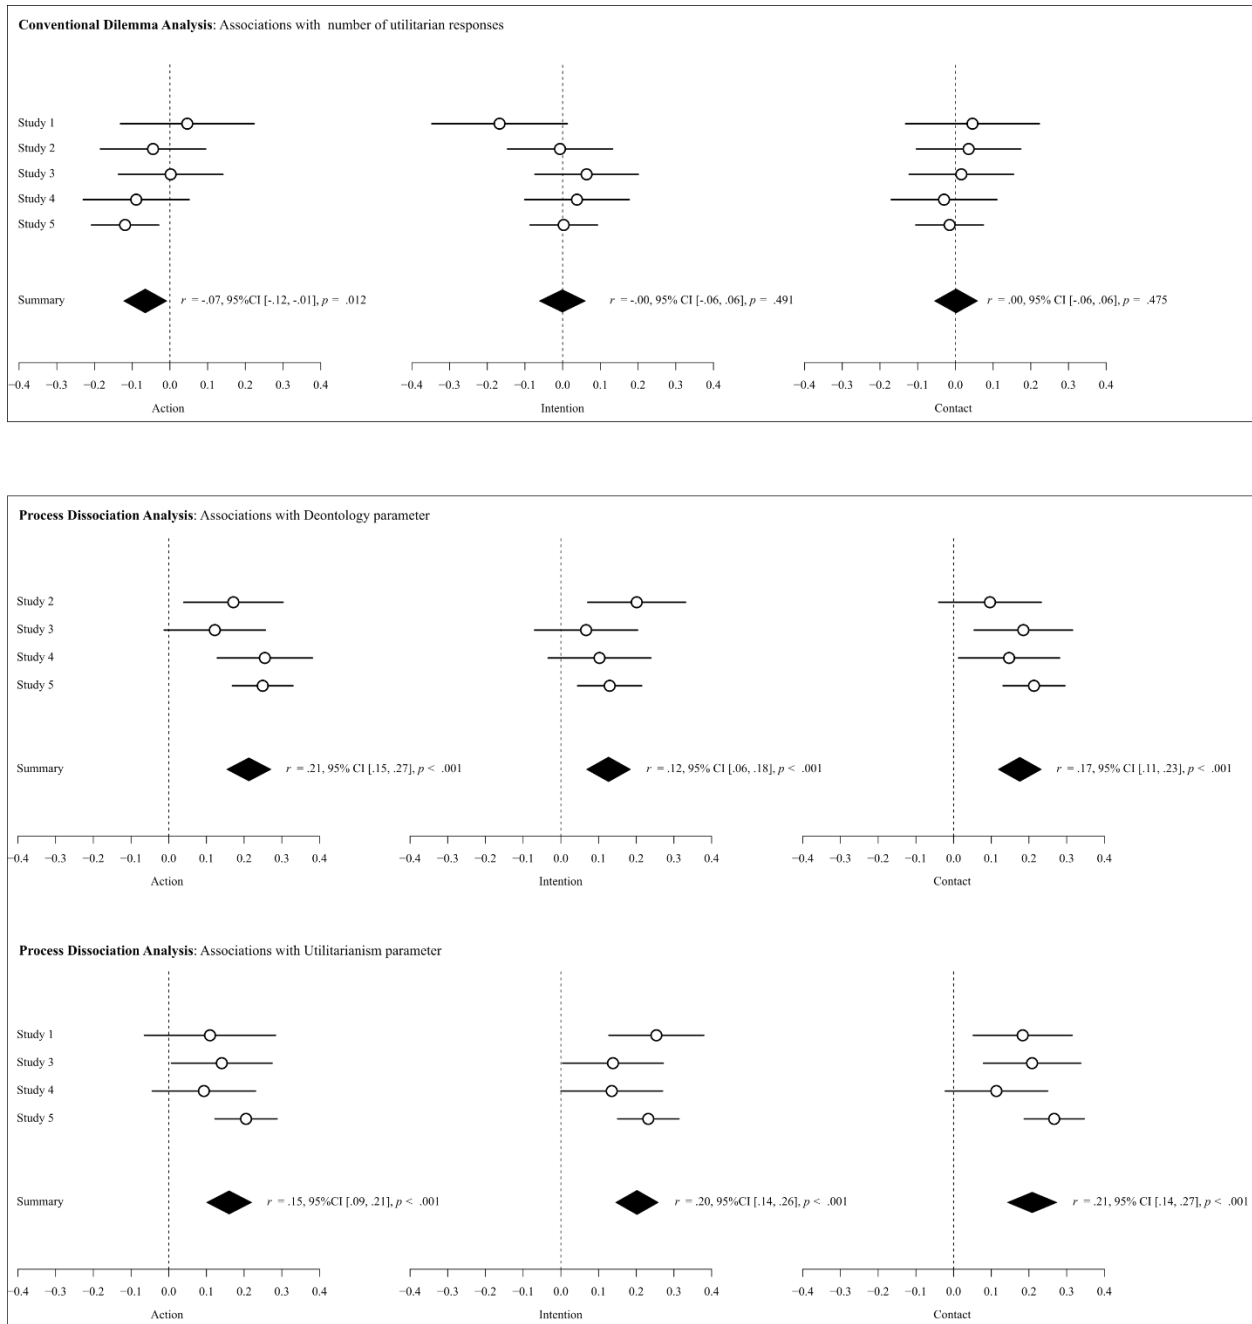 Conventional Dilemma Analysis: Associations with number of utilitarian responses
Study 1
Study 2
Study 3
Study 4
Study 5
Summary
r = -.07, 95%CI [-.12, -.01], p = .012
r = -.00, 95% CI [-.06, .06], p = .491
r = .00, 95% CI [-.06, .06], p = .475
−0.4 −0.3 −0.2 −0.1 0.0 0.1 0.2 0.3 0.4
−0.4 −0.3 −0.2 −0.1 0.0 0.1 0.2 0.3 0.4
−0.4 −0.3 −0.2 −0.1 0.0 0.1 0.2 0.3 0.4
Action
Intention
Contact
Process Dissociation Analysis: Associations with Deontology parameter
Study 2
Study 3
Study 4
Study 5
Summary
r = .21, 95% CI [.15, .27], p < .001
r = .12, 95% CI [.06, .18], p < .001
r = .17, 95% CI [.11, .23], p < .001
−0.4 −0.3 −0.2 −0.1 0.0 0.1 0.2 0.3 0.4
−0.4 −0.3 −0.2 −0.1 0.0 0.1 0.2 0.3 0.4
−0.4 −0.3 −0.2 −0.1 0.0 0.1 0.2 0.3 0.4
Action
Intention
Contact
Process Dissociation Analysis: Associations with Utilitarianism parameter
Study 1
Study 3
Study 4
Study 5
Summary
r = .15, 95%CI [.09, .21], p < .001
r = .20, 95%CI [.14, .26], p < .001
r = .21, 95% CI [.14, .27], p < .001
−0.4 −0.3 −0.2 −0.1 0.0 0.1 0.2 0.3 0.4
−0.4 −0.3 −0.2 −0.1 0.0 0.1 0.2 0.3 0.4
−0.4 −0.3 −0.2 −0.1 0.0 0.1 0.2 0.3 0.4
Action
Intention
Contact